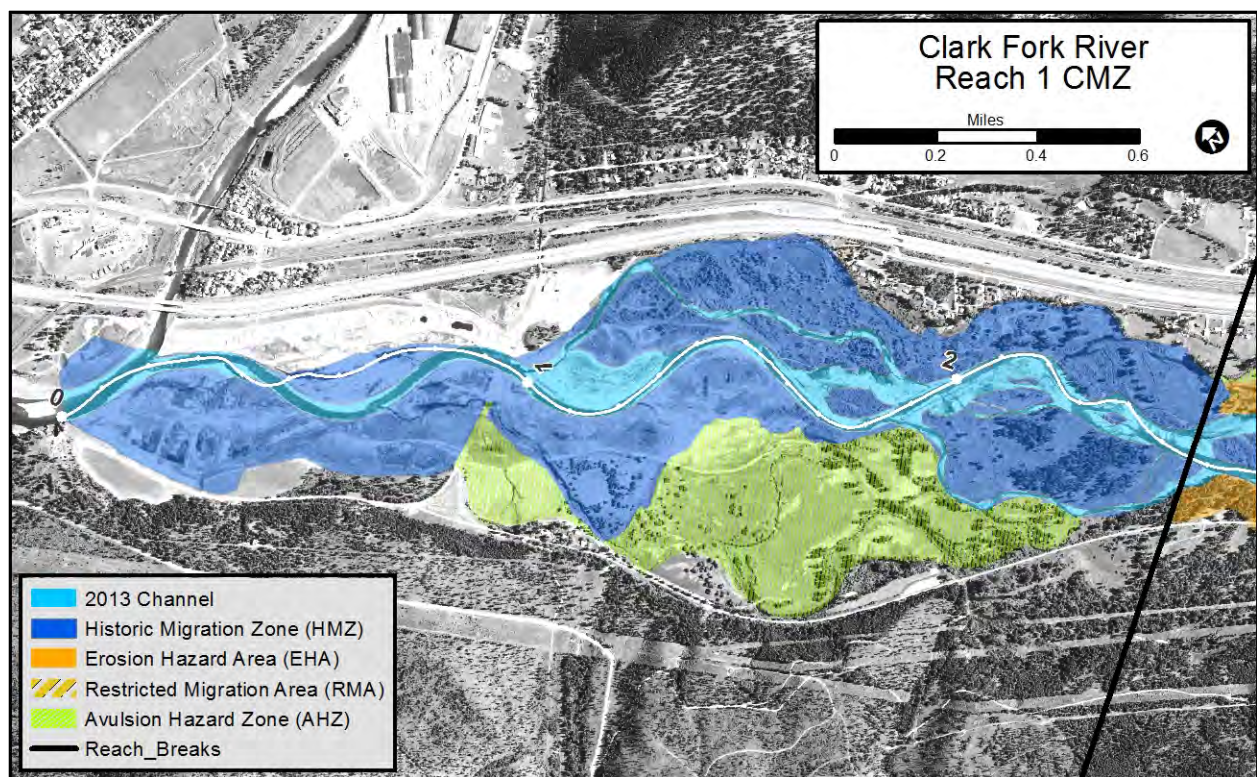 Clark Fork River
Reach 1 CMZ
Miles
0 0.2 0.4 0.6
N
0
1
2
2013 Channel
Historic Migration Zone (HMZ)
Erosion Hazard Area (EHA)
Restricted Migration Area (RMA)
Avulsion Hazard Zone (AHZ)
Reach_Breaks